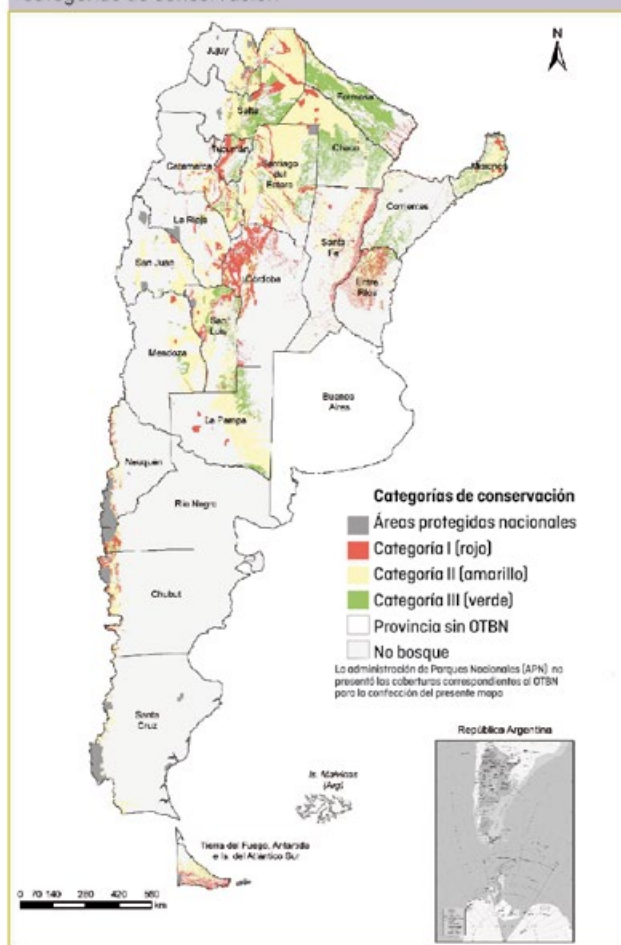 categorías de conservación
N
Jujuy
Salta
Formosa
Tucumán
Chaco
Catamarca
Santiago
del
Estero
Misiones
Corrientes
La Rioja
Santa
Fe
San Juan
Córdoba
Entre
Ríos
San
Luis
Mendoza
Buenos
Aires
La Pampa
Neuquén
Río Negro
Chubut
Santa
Cruz
Categorías de conservación
Áreas protegidas nacionales
Categoría I (rojo)
Categoría II (amarillo)
Categoría III (verde)
Provincia sin OTBN
No bosque
La administración de Parques Nacionales (APN) no
presentó las coberturas correspondientes al OTBN
para la confección del presente mapa
República Argentina
Is. Malvinas
(Arg)
Tierra del Fuego, Antártida
e Is. del Atlántico Sur
0 70 140 280 420 560
km